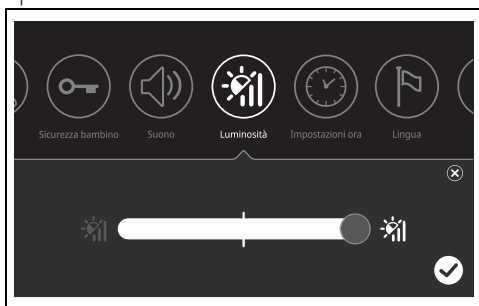 Sicurezza bambino
Suono
Luminosità
Impostazioni ora
Lingua